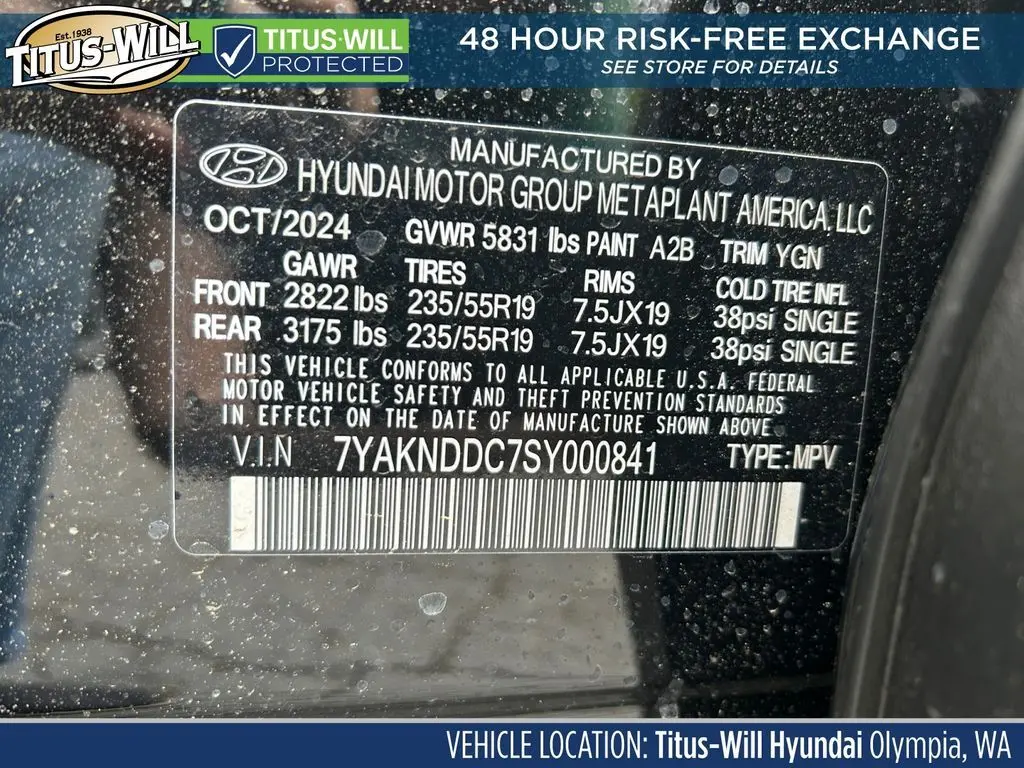 Est. 1938
TITUS-WILL
TITUS-WILL
PROTECTED
48 HOUR RISK-FREE EXCHANGE
SEE STORE FOR DETAILS
MANUFACTURED BY
HYUNDAI MOTOR GROUP METAPLANT AMERICA, LLC
OCT/2024 GVWR 5831 lbs PAINT A2B TRIM YGN
GAWR TIRES RIMS COLD TIRE INFL
FRONT 2822 lbs 235/55R19 7.5JX19 38psi SINGLE
REAR 3175 lbs 235/55R19 7.5JX19 38psi SINGLE
THIS VEHICLE CONFORMS TO ALL APPLICABLE U.S.A. FEDERAL
MOTOR VEHICLE SAFETY AND THEFT PREVENTION STANDARDS
IN EFFECT ON THE DATE OF MANUFACTURE SHOWN ABOVE
V.I.N 7YAKNDDC7SY000841 TYPE: MPV
VEHICLE LOCATION: Titus-Will Hyundai Olympia, WA